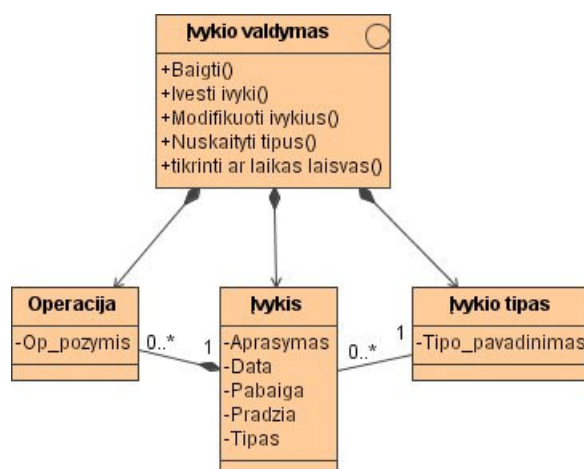 Įvykio valdymas
+Baigti()
+Ivesti ivyki()
+Modifikuoti ivykius()
+Nuskaityti tipus()
+tikrinti ar laikas laisvas()
Operacija
-Op_pozymis
0..*
1
Įvykis
-Aprasymas
-Data
-Pabaiga
-Pradzia
-Tipas
0..*
1
Įvykio tipas
-Tipo_pavadinimas